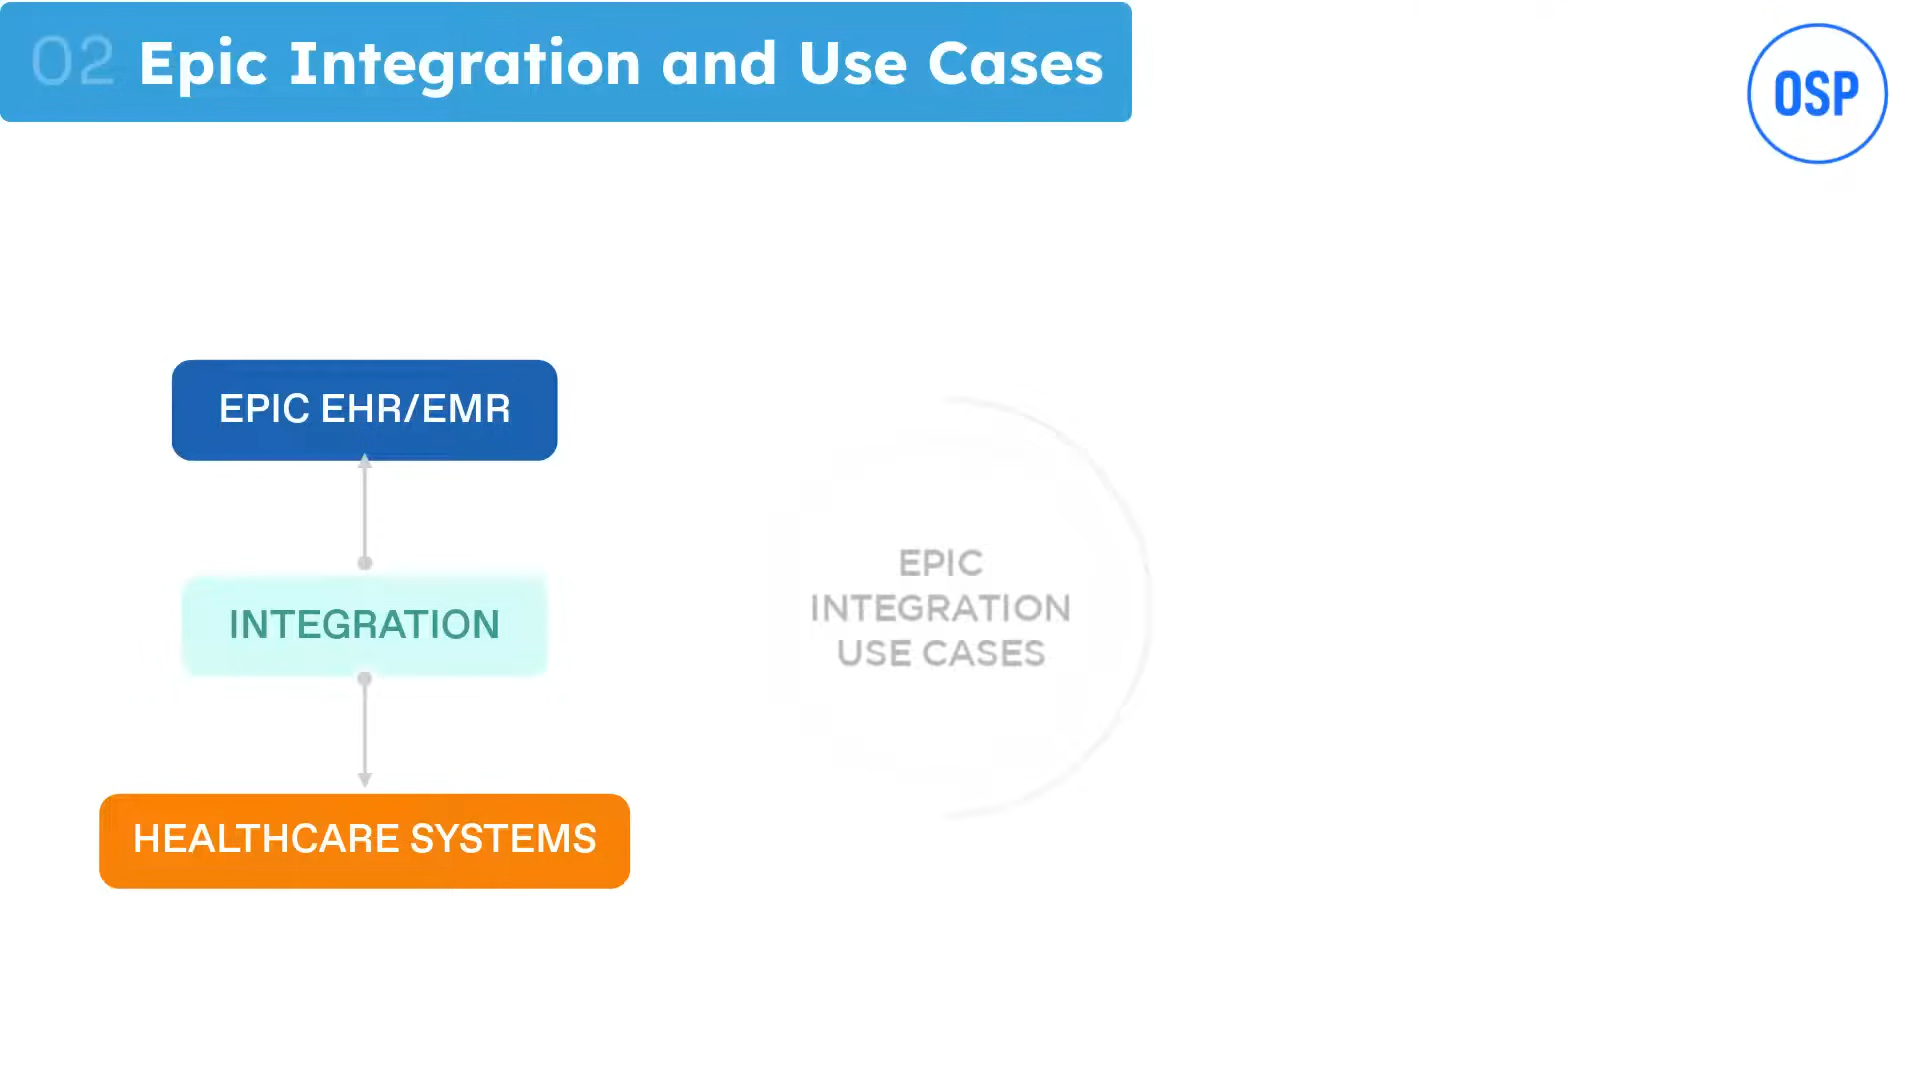 02 Epic Integration and Use Cases
OSP
EPIC EHR/EMR
INTEGRATION
HEALTHCARE SYSTEMS
EPIC
INTEGRATION
USE CASES